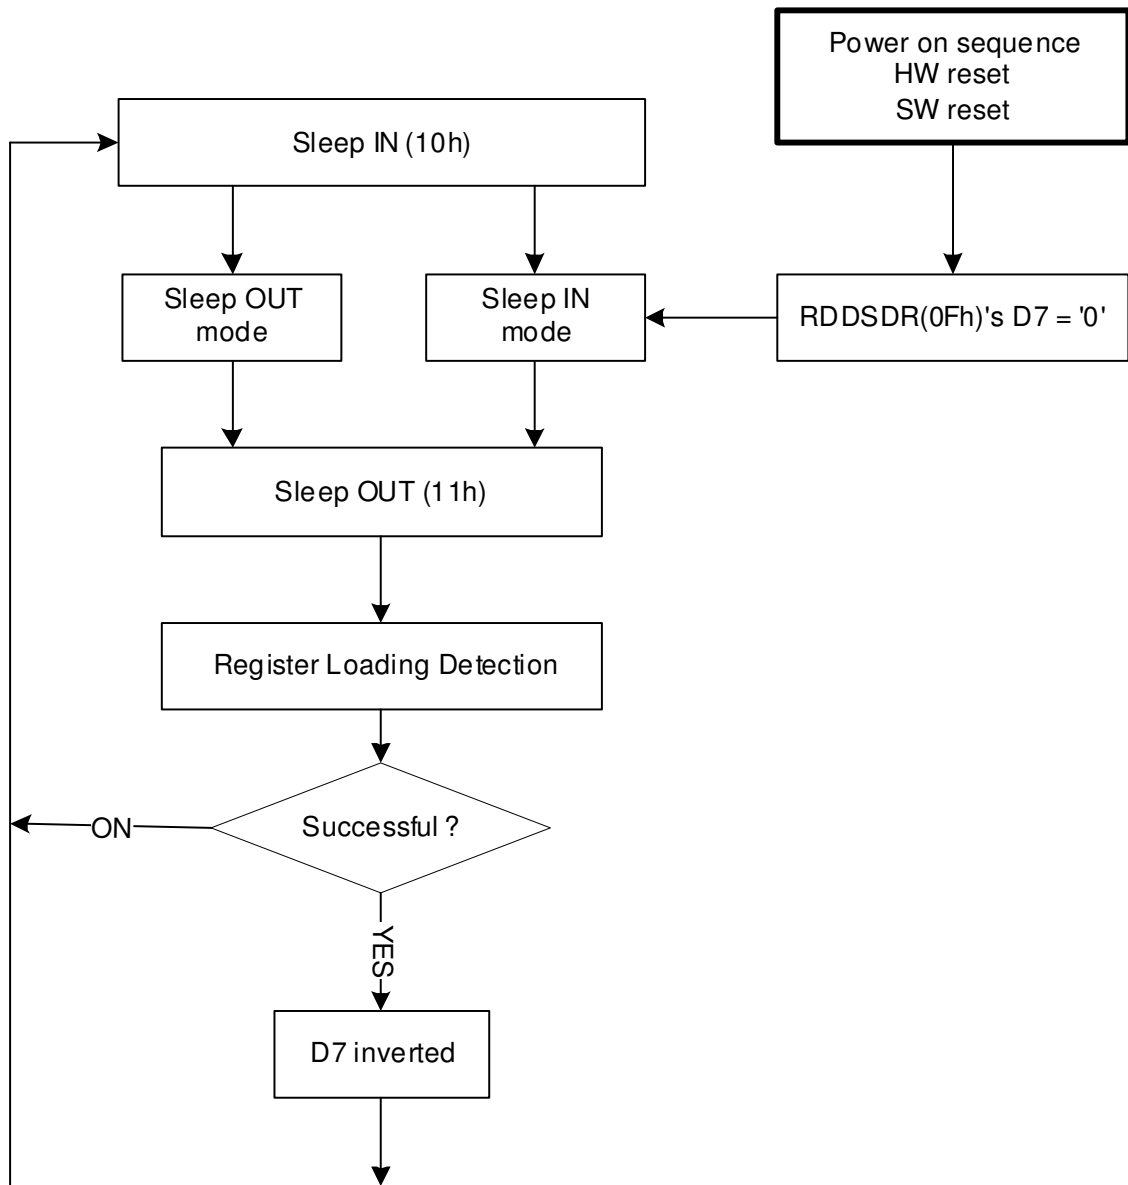 Power on sequence
HW reset
SW reset
Sleep IN (10h)
Sleep OUT
mode
Sleep IN
mode
RDDSDR(0Fh)'s D7 = '0'
Sleep OUT (11h)
Register Loading Detection
Successful ?
ON
YES
D7 inverted